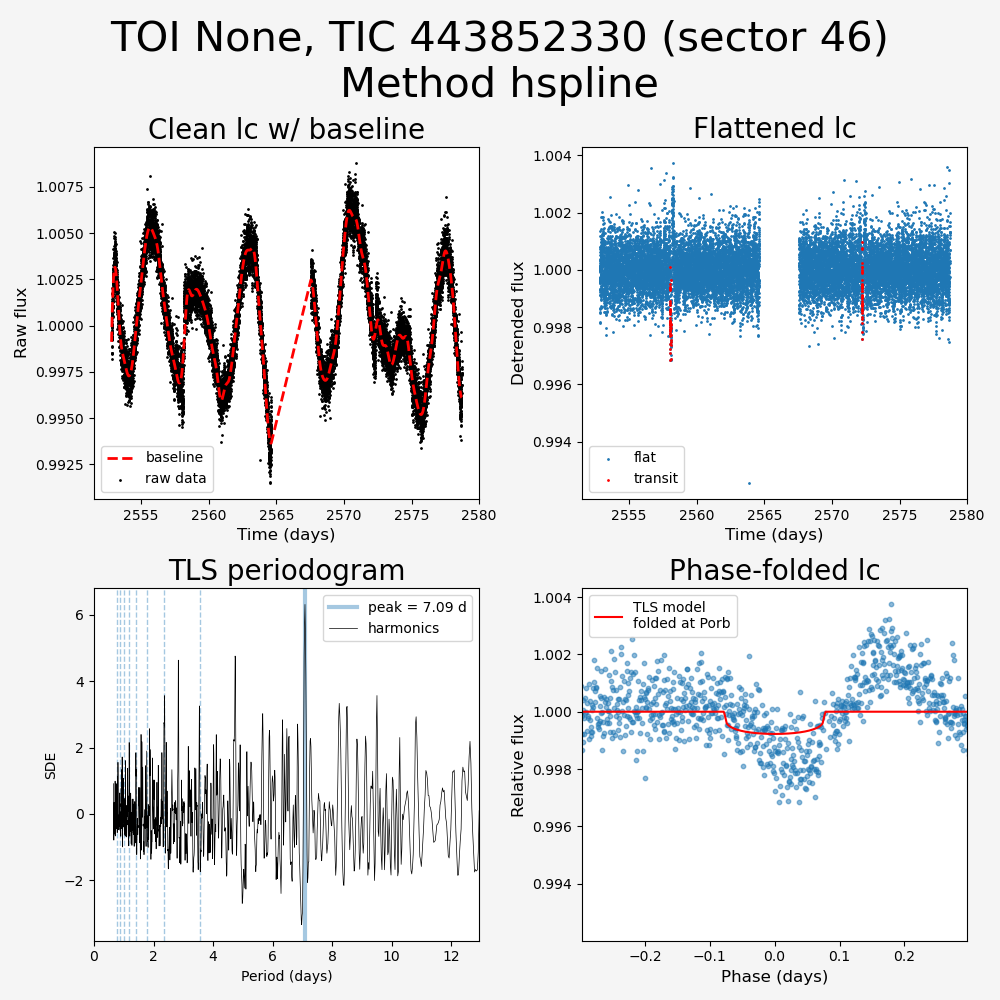 TOI None, TIC 443852330 (sector 46)
Method hspline
Clean lc w/ baseline
Raw flux
1.0075
1.0050
1.0025
1.0000
0.9975
0.9950
0.9925
baseline
raw data
2555
2560
2565
2570
2575
2580
Time (days)
Flattened lc
Detrended flux
1.004
1.002
1.000
0.998
0.996
0.994
flat
transit
2555
2560
2565
2570
2575
2580
Time (days)
TLS periodogram
SDE
6
4
2
0
−2
peak = 7.09 d
harmonics
0
2
4
6
8
10
12
Period (days)
Phase-folded lc
Relative flux
1.004
1.002
1.000
0.998
0.996
0.994
TLS model
folded at Porb
−0.2
−0.1
0.0
0.1
0.2
Phase (days)